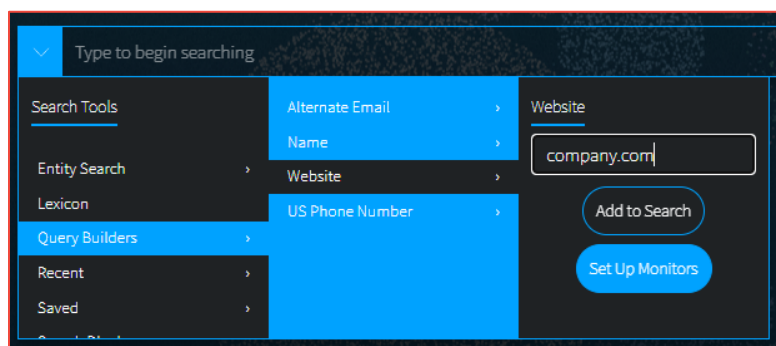 Type to begin searching
Search Tools
Entity Search
Lexicon
Query Builders
Recent
Saved
Alternate Email
Name
Website
US Phone Number
Website
company.com
Add to Search
Set Up Monitors